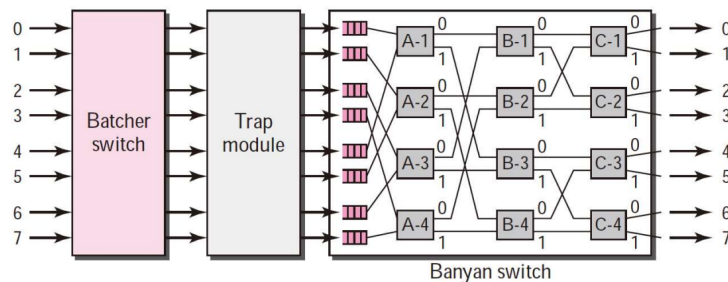 0 0 0 0 0
A-1 B-1 C-1
1 1 1 1 1
2 0 0 0 2
A-2 B-2 C-2
3 1 1 1 3
Batcher Trap
switch module
4 0 0 0 4
A-3 B-3 C-3
5 1 1 1 5
6 0 0 0 6
A-4 B-4 C-4
7 1 1 1 7
Banyan switch